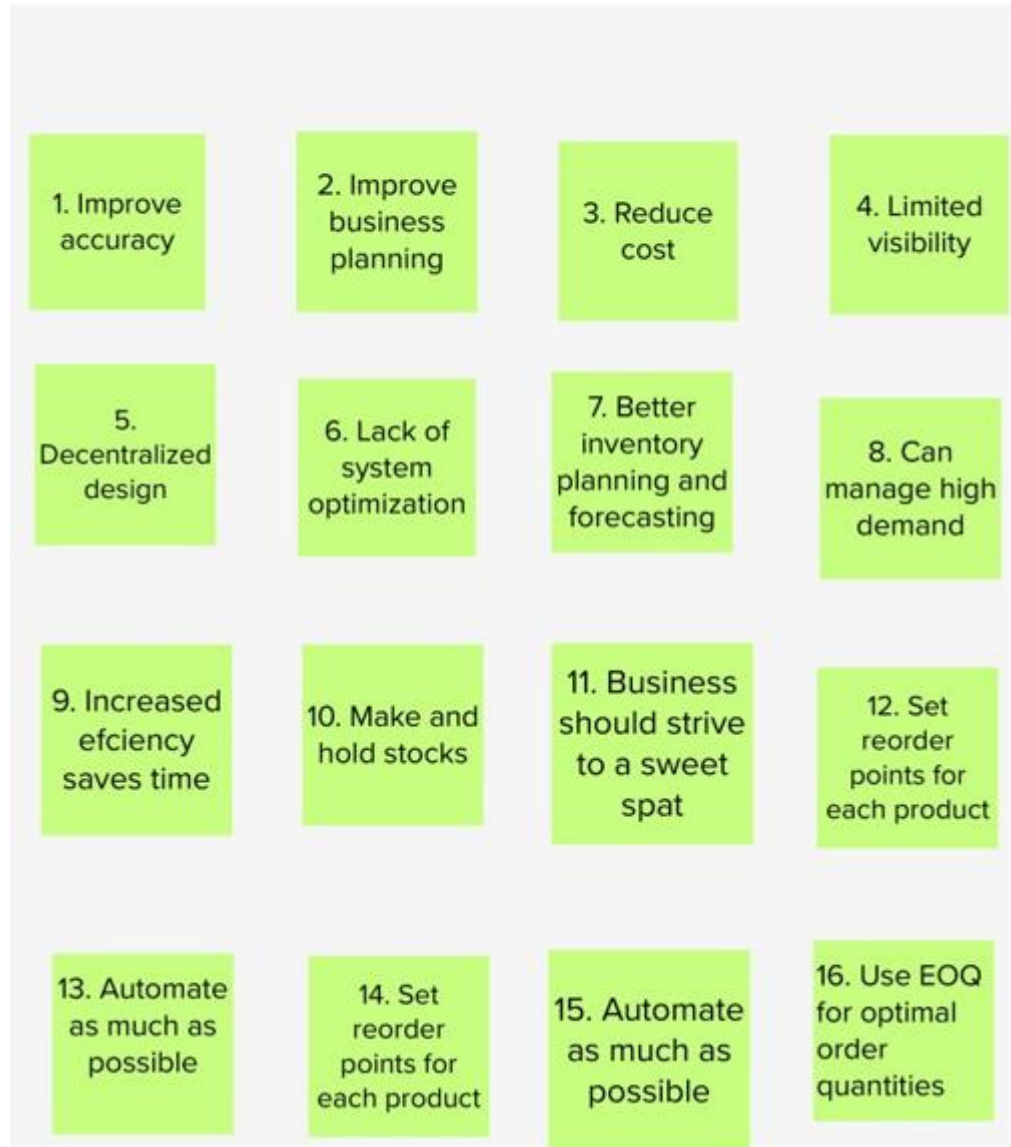 1. Improve
accuracy
2. Improve
business
planning
3. Reduce
cost
4. Limited
visibility
5.
Decentralized
design
6. Lack of
system
optimization
7. Better
inventory
planning and
forecasting
8. Can
manage high
demand
9. Increased
efciency
saves time
10. Make and
hold stocks
11. Business
should strive
to a sweet
spat
12. Set
reorder
points for
each product
13. Automate
as much as
possible
14. Set
reorder
points for
each product
15. Automate
as much as
possible
16. Use EOQ
for optimal
order
quantities